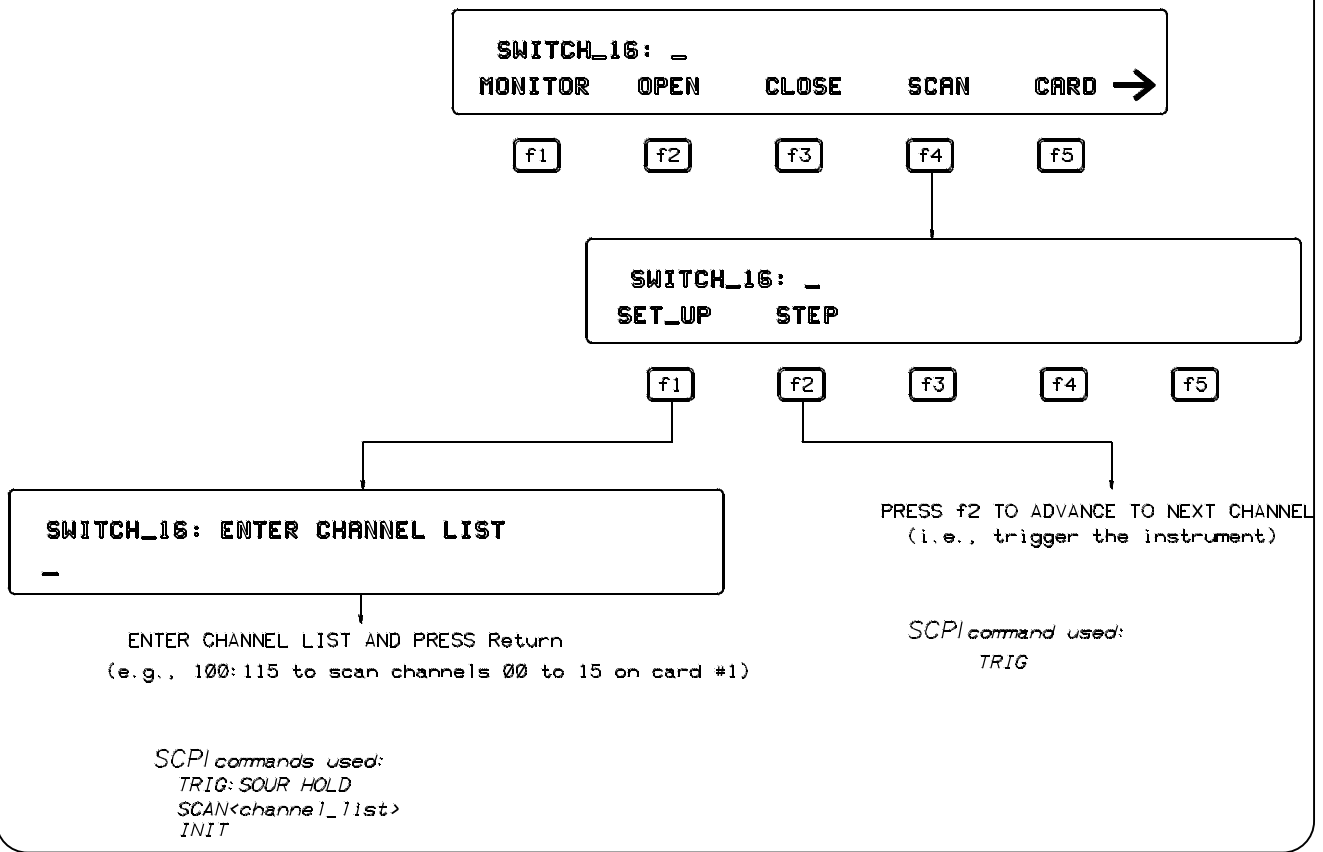 SWITCH_16: _
MONITOR OPEN CLOSE SCAN CARD →
f1 f2 f3 f4 f5
SWITCH_16: _
SET_UP STEP
f1 f2 f3 f4 f5
SWITCH_16: ENTER CHANNEL LIST
_
ENTER CHANNEL LIST AND PRESS Return
(e.g., 100:115 to scan channels 00 to 15 on card #1)
SCPI commands used:
TRIG:SOUR HOLD
SCAN<channel_list>
INIT
PRESS f2 TO ADVANCE TO NEXT CHANNEL
(i.e., trigger the instrument)
SCPI command used:
TRIG